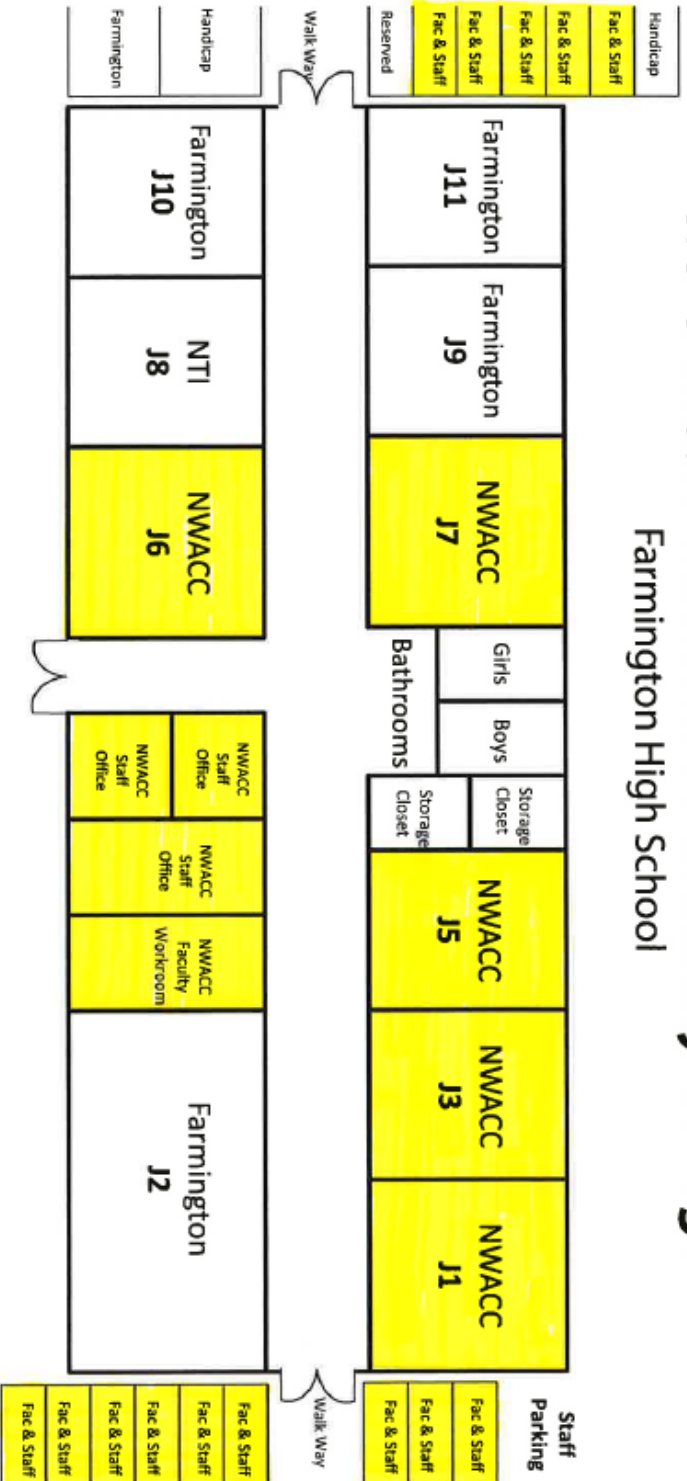 Farmington High School
Handicap
Fac & Staff
Fac & Staff
Fac & Staff
Fac & Staff
Fac & Staff
Reserved
Walk Way
Handicap
Farmington
Farmington
J11
Farmington
J9
NWACC
J7
Girls
Boys
Bathrooms
Storage
Closet
Storage
Closet
NWACC
J5
NWACC
J3
NWACC
J1
Farmington
J10
NTI
J8
NWACC
J6
NWACC
Staff
Office
NWACC
Staff
Office
NWACC
Staff
Office
NWACC
Faculty
Workroom
Farmington
J2
Staff
Parking
Fac & Staff
Fac & Staff
Fac & Staff
Walk Way
Fac & Staff
Fac & Staff
Fac & Staff
Fac & Staff
Fac & Staff
Fac & Staff